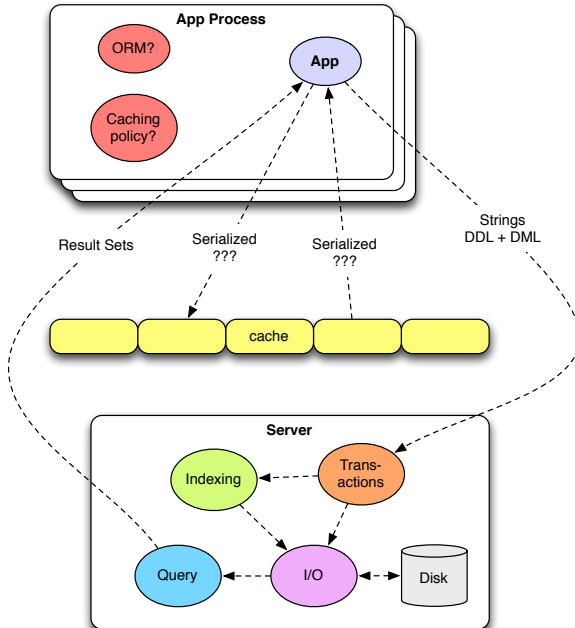 App Process
ORM?
App
Caching
policy?
Result Sets
Serialized
???
Serialized
???
Strings
DDL + DML
cache
Server
Indexing
Trans-
actions
Query
I/O
Disk